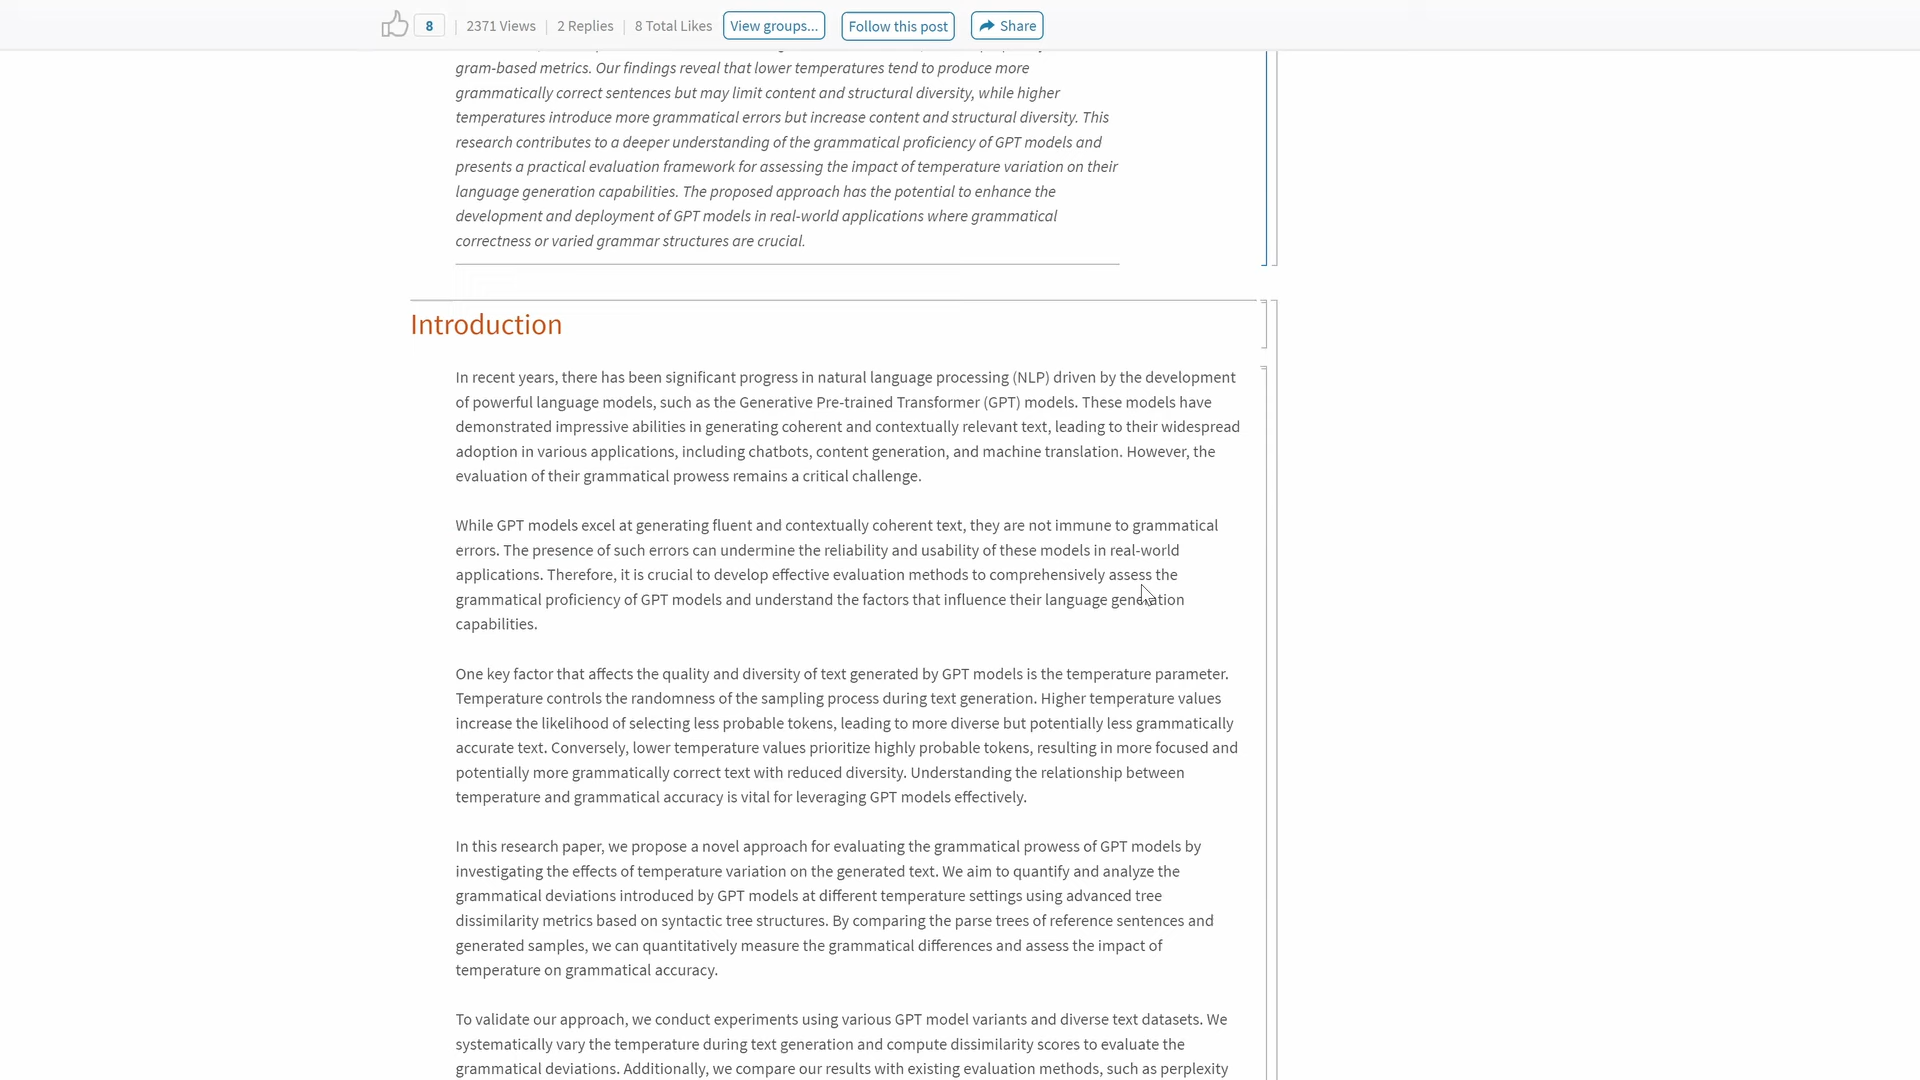 8 | 2371 Views | 2 Replies | 8 Total Likes View groups... Follow this post Share
gram-based metrics. Our findings reveal that lower temperatures tend to produce more
grammatically correct sentences but may limit content and structural diversity, while higher
temperatures introduce more grammatical errors but increase content and structural diversity. This
research contributes to a deeper understanding of the grammatical proficiency of GPT models and
presents a practical evaluation framework for assessing the impact of temperature variation on their
language generation capabilities. The proposed approach has the potential to enhance the
development and deployment of GPT models in real-world applications where grammatical
correctness or varied grammar structures are crucial.
Introduction
In recent years, there has been significant progress in natural language processing (NLP) driven by the development
of powerful language models, such as the Generative Pre-trained Transformer (GPT) models. These models have
demonstrated impressive abilities in generating coherent and contextually relevant text, leading to their widespread
adoption in various applications, including chatbots, content generation, and machine translation. However, the
evaluation of their grammatical prowess remains a critical challenge.
While GPT models excel at generating fluent and contextually coherent text, they are not immune to grammatical
errors. The presence of such errors can undermine the reliability and usability of these models in real-world
applications. Therefore, it is crucial to develop effective evaluation methods to comprehensively assess the
grammatical proficiency of GPT models and understand the factors that influence their language generation
capabilities.
One key factor that affects the quality and diversity of text generated by GPT models is the temperature parameter.
Temperature controls the randomness of the sampling process during text generation. Higher temperature values
increase the likelihood of selecting less probable tokens, leading to more diverse but potentially less grammatically
accurate text. Conversely, lower temperature values prioritize highly probable tokens, resulting in more focused and
potentially more grammatically correct text with reduced diversity. Understanding the relationship between
temperature and grammatical accuracy is vital for leveraging GPT models effectively.
In this research paper, we propose a novel approach for evaluating the grammatical prowess of GPT models by
investigating the effects of temperature variation on the generated text. We aim to quantify and analyze the
grammatical deviations introduced by GPT models at different temperature settings using advanced tree
dissimilarity metrics based on syntactic tree structures. By comparing the parse trees of reference sentences and
generated samples, we can quantitatively measure the grammatical differences and assess the impact of
temperature on grammatical accuracy.
To validate our approach, we conduct experiments using various GPT model variants and diverse text datasets. We
systematically vary the temperature during text generation and compute dissimilarity scores to evaluate the
grammatical deviations. Additionally, we compare our results with existing evaluation methods, such as perplexity